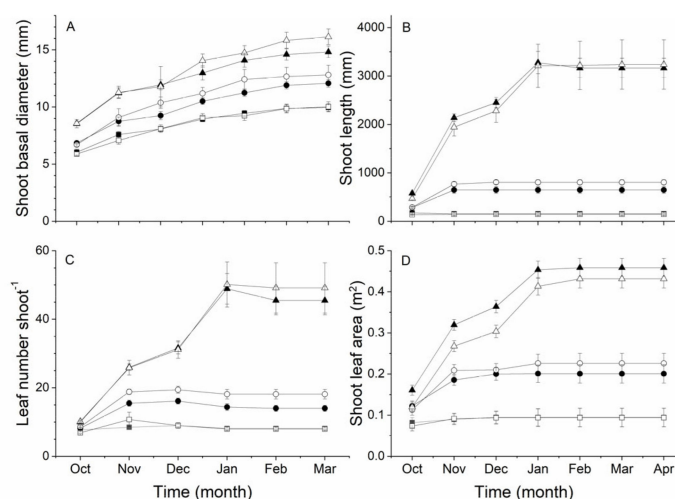 A
Shoot basal diameter (mm)
15
10
5
0
B
Shoot length (mm)
4000
3000
2000
1000
0
C
Leaf number shoot⁻¹
60
40
20
0
Oct Nov Dec Jan Feb Mar
Time (month)
D
Shoot leaf area (m²)
0.5
0.4
0.3
0.2
0.1
0.0
Oct Nov Dec Jan Feb Mar Apr
Time (month)